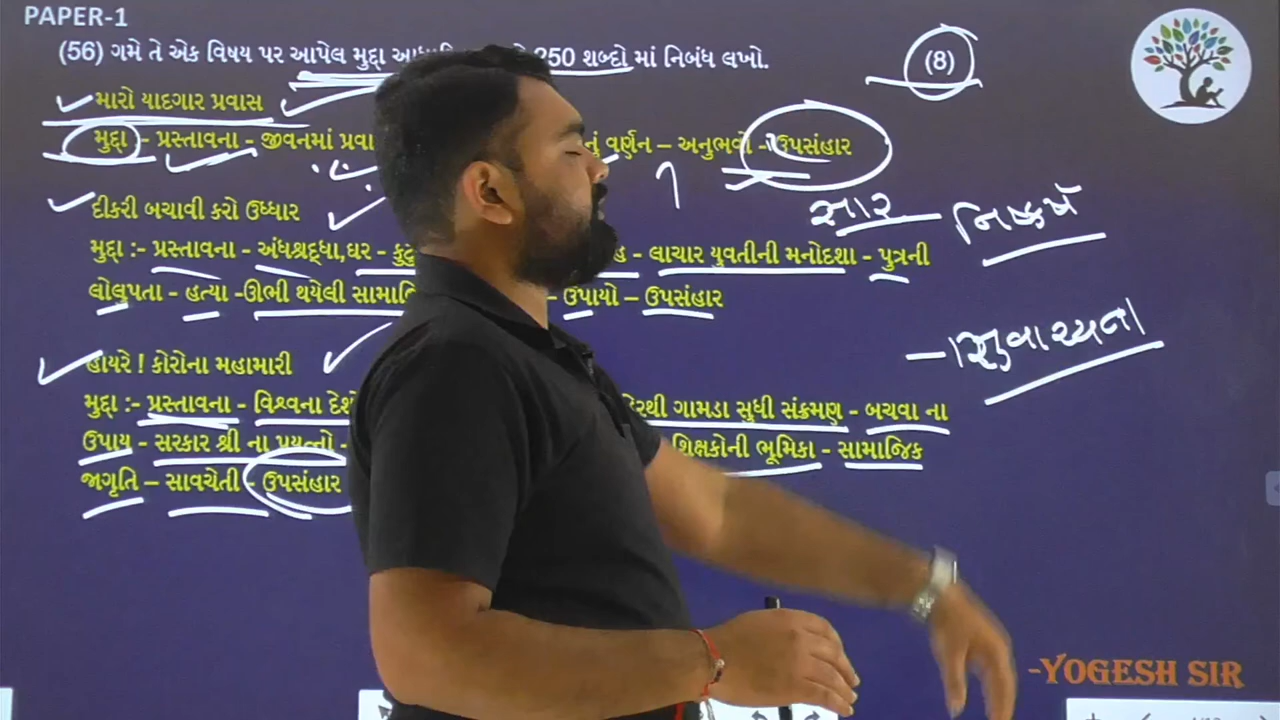 PAPER-1
(56) ગમે તે એક વિષય પર આપેલ મુદ્દા 250 શબ્દો માં નિબંધ લખો. (8)
મારો યાદગાર પ્રવાસ
મુદ્દા - પ્રસ્તાવના - જીવનમાં વર્ણન – અનુભવો - ઉપસંહાર
સાર નિષ્કર્ષ
દીકરી બચાવી કરો ઉધ્ધાર
મુદ્દા :- પ્રસ્તાવના - અંધશ્રદ્ધા,ઘર - - લાચાર યુવતીની મનોદશા - પુત્રની
લોલુપતા - હત્યા -ઊભી થયેલી - ઉપાયો – ઉપસંહાર
- સુવાચ્યતા
હાયરે ! કોરોના મહામારી
મુદ્દા :- પ્રસ્તાવના - વિશ્વના ગામડા સુધી સંક્રમણ - બચવા ના
ઉપાય - સરકાર શ્રી ના પ્રયત્નો - શિક્ષકોની ભૂમિકા - સામાજિક
જાગૃતિ – સાવચેતી - ઉપસંહાર
-YOGESH SIR